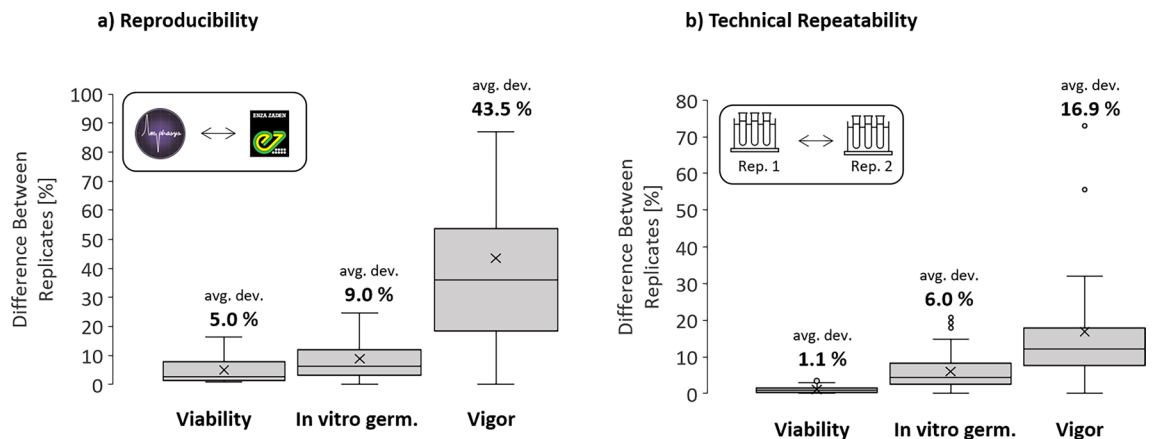 a) Reproducibility
b) Technical Repeatability
avg. dev.
43.5 %
avg. dev.
16.9 %
100
90
80
70
60
50
40
30
20
10
0
Difference Between
Replicates [%]
ENZA ZADEN
avg. dev.
5.0 %
avg. dev.
9.0 %
Viability
In vitro germ.
Vigor
80
70
60
50
40
30
20
10
0
Difference Between
Replicates [%]
Rep. 1
Rep. 2
avg. dev.
1.1 %
avg. dev.
6.0 %
Viability
In vitro germ.
Vigor